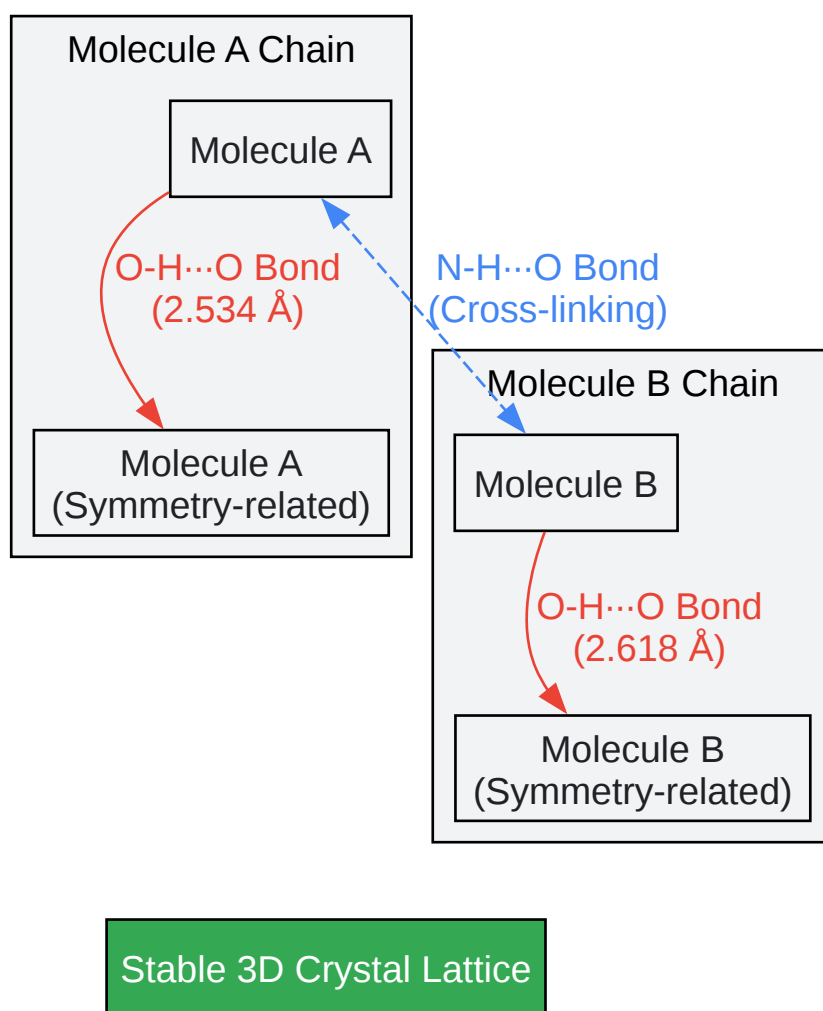 Molecule A Chain
Molecule A
O-H···O Bond
(2.534 Å)
N-H···O Bond
(Cross-linking)
Molecule A
(Symmetry-related)
Molecule B Chain
Molecule B
O-H···O Bond
(2.618 Å)
Molecule B
(Symmetry-related)
Stable 3D Crystal Lattice